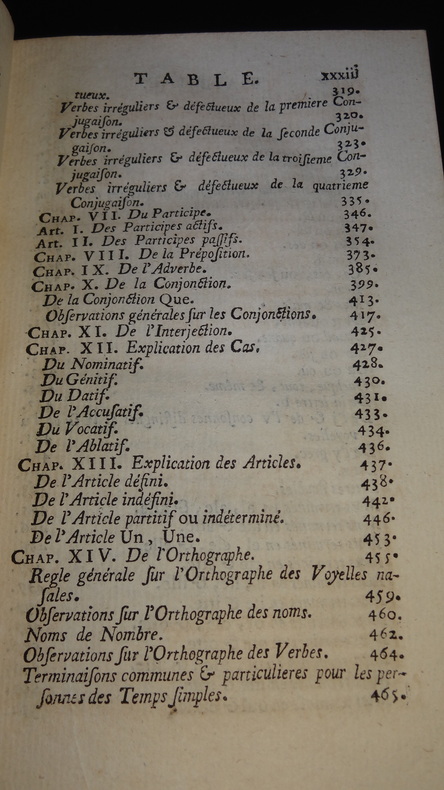 TABLE. xxxiij
tueux. 319.
Verbes irréguliers & défectueux de la premiere Con-
jugaiſon. 320.
Verbes irréguliers & défectueux de la ſeconde Conju-
gaiſon. 323.
Verbes irréguliers & défectueux de la troiſieme Con-
jugaiſon. 329.
Verbes irréguliers & défectueux de la quatrieme
Conjugaiſon. 335.
CHAP. VII. Du Participe. 346.
Art. I. Des Participes actifs. 347.
Art. II. Des Participes paſſifs. 354.
CHAP. VIII. De la Prépoſition. 373.
CHAP. IX. De l'Adverbe. 385.
CHAP. X. De la Conjonction. 399.
De la Conjonction Que. 413.
Obſervations générales ſur les Conjonctions. 417.
CHAP. XI. De l'Interjection. 425.
CHAP. XII. Explication des Cas. 427.
Du Nominatif. 428.
Du Génitif. 430.
Du Datif. 431.
De l'Accuſatif. 433.
Du Vocatif. 434.
De l'Ablatif. 436.
CHAP. XIII. Explication des Articles. 437.
De l'Article défini. 438.
De l'Article indéfini. 442.
De l'Article partitif ou indéterminé. 446.
De l'Article Un, Une. 453.
CHAP. XIV. De l'Orthographe. 455.
Regle générale ſur l'Orthographe des Voyelles na-
ſales. 459.
Obſervations ſur l'Orthographe des noms. 460.
Noms de Nombre. 462.
Obſervations ſur l'Orthographe des Verbes. 464.
Terminaiſons communes & particulieres pour les per-
ſonnes des Temps ſimples. 465.